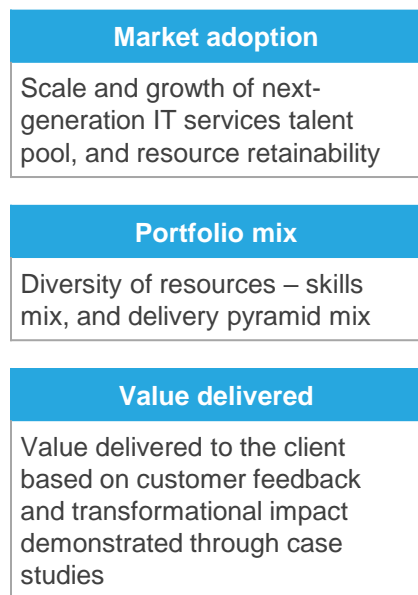 Market adoption
Scale and growth of next-
generation IT services talent
pool, and resource retainability
Portfolio mix
Diversity of resources – skills
mix, and delivery pyramid mix
Value delivered
Value delivered to the client
based on customer feedback
and transformational impact
demonstrated through case
studies